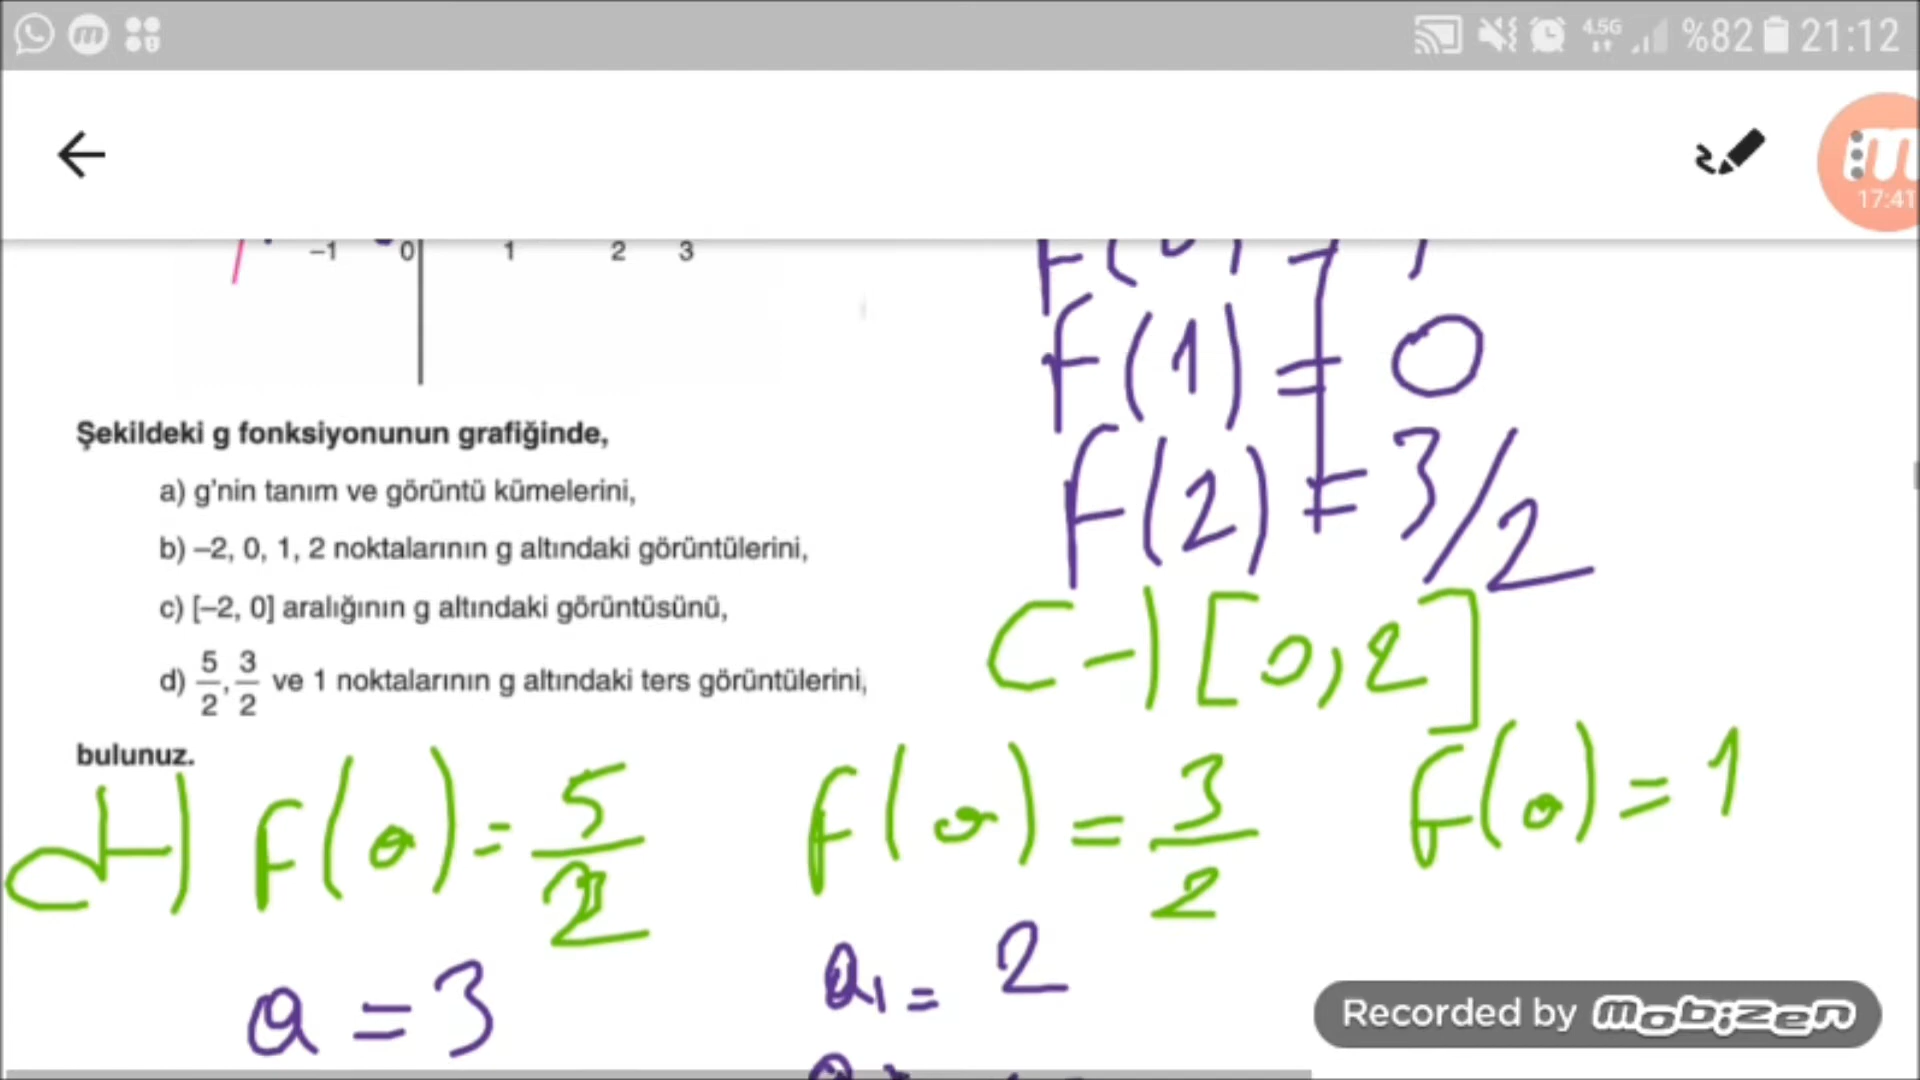 4.5G %82 21:12
17:41
-1 0 1 2 3
F(1) = 0
F(2) = 3/2
Şekildeki g fonksiyonunun grafiğinde,
a) g'nin tanım ve görüntü kümelerini,
b) –2, 0, 1, 2 noktalarının g altındaki görüntülerini,
c) [–2, 0] aralığının g altındaki görüntüsünü,
C-) [0,2]
d) 5/2, 3/2 ve 1 noktalarının g altındaki ters görüntülerini,
bulunuz.
d-) F(a) = 5/2 F(a) = 3/2 F(a) = 1
a = 3 a1 = 2
Recorded by mobizen